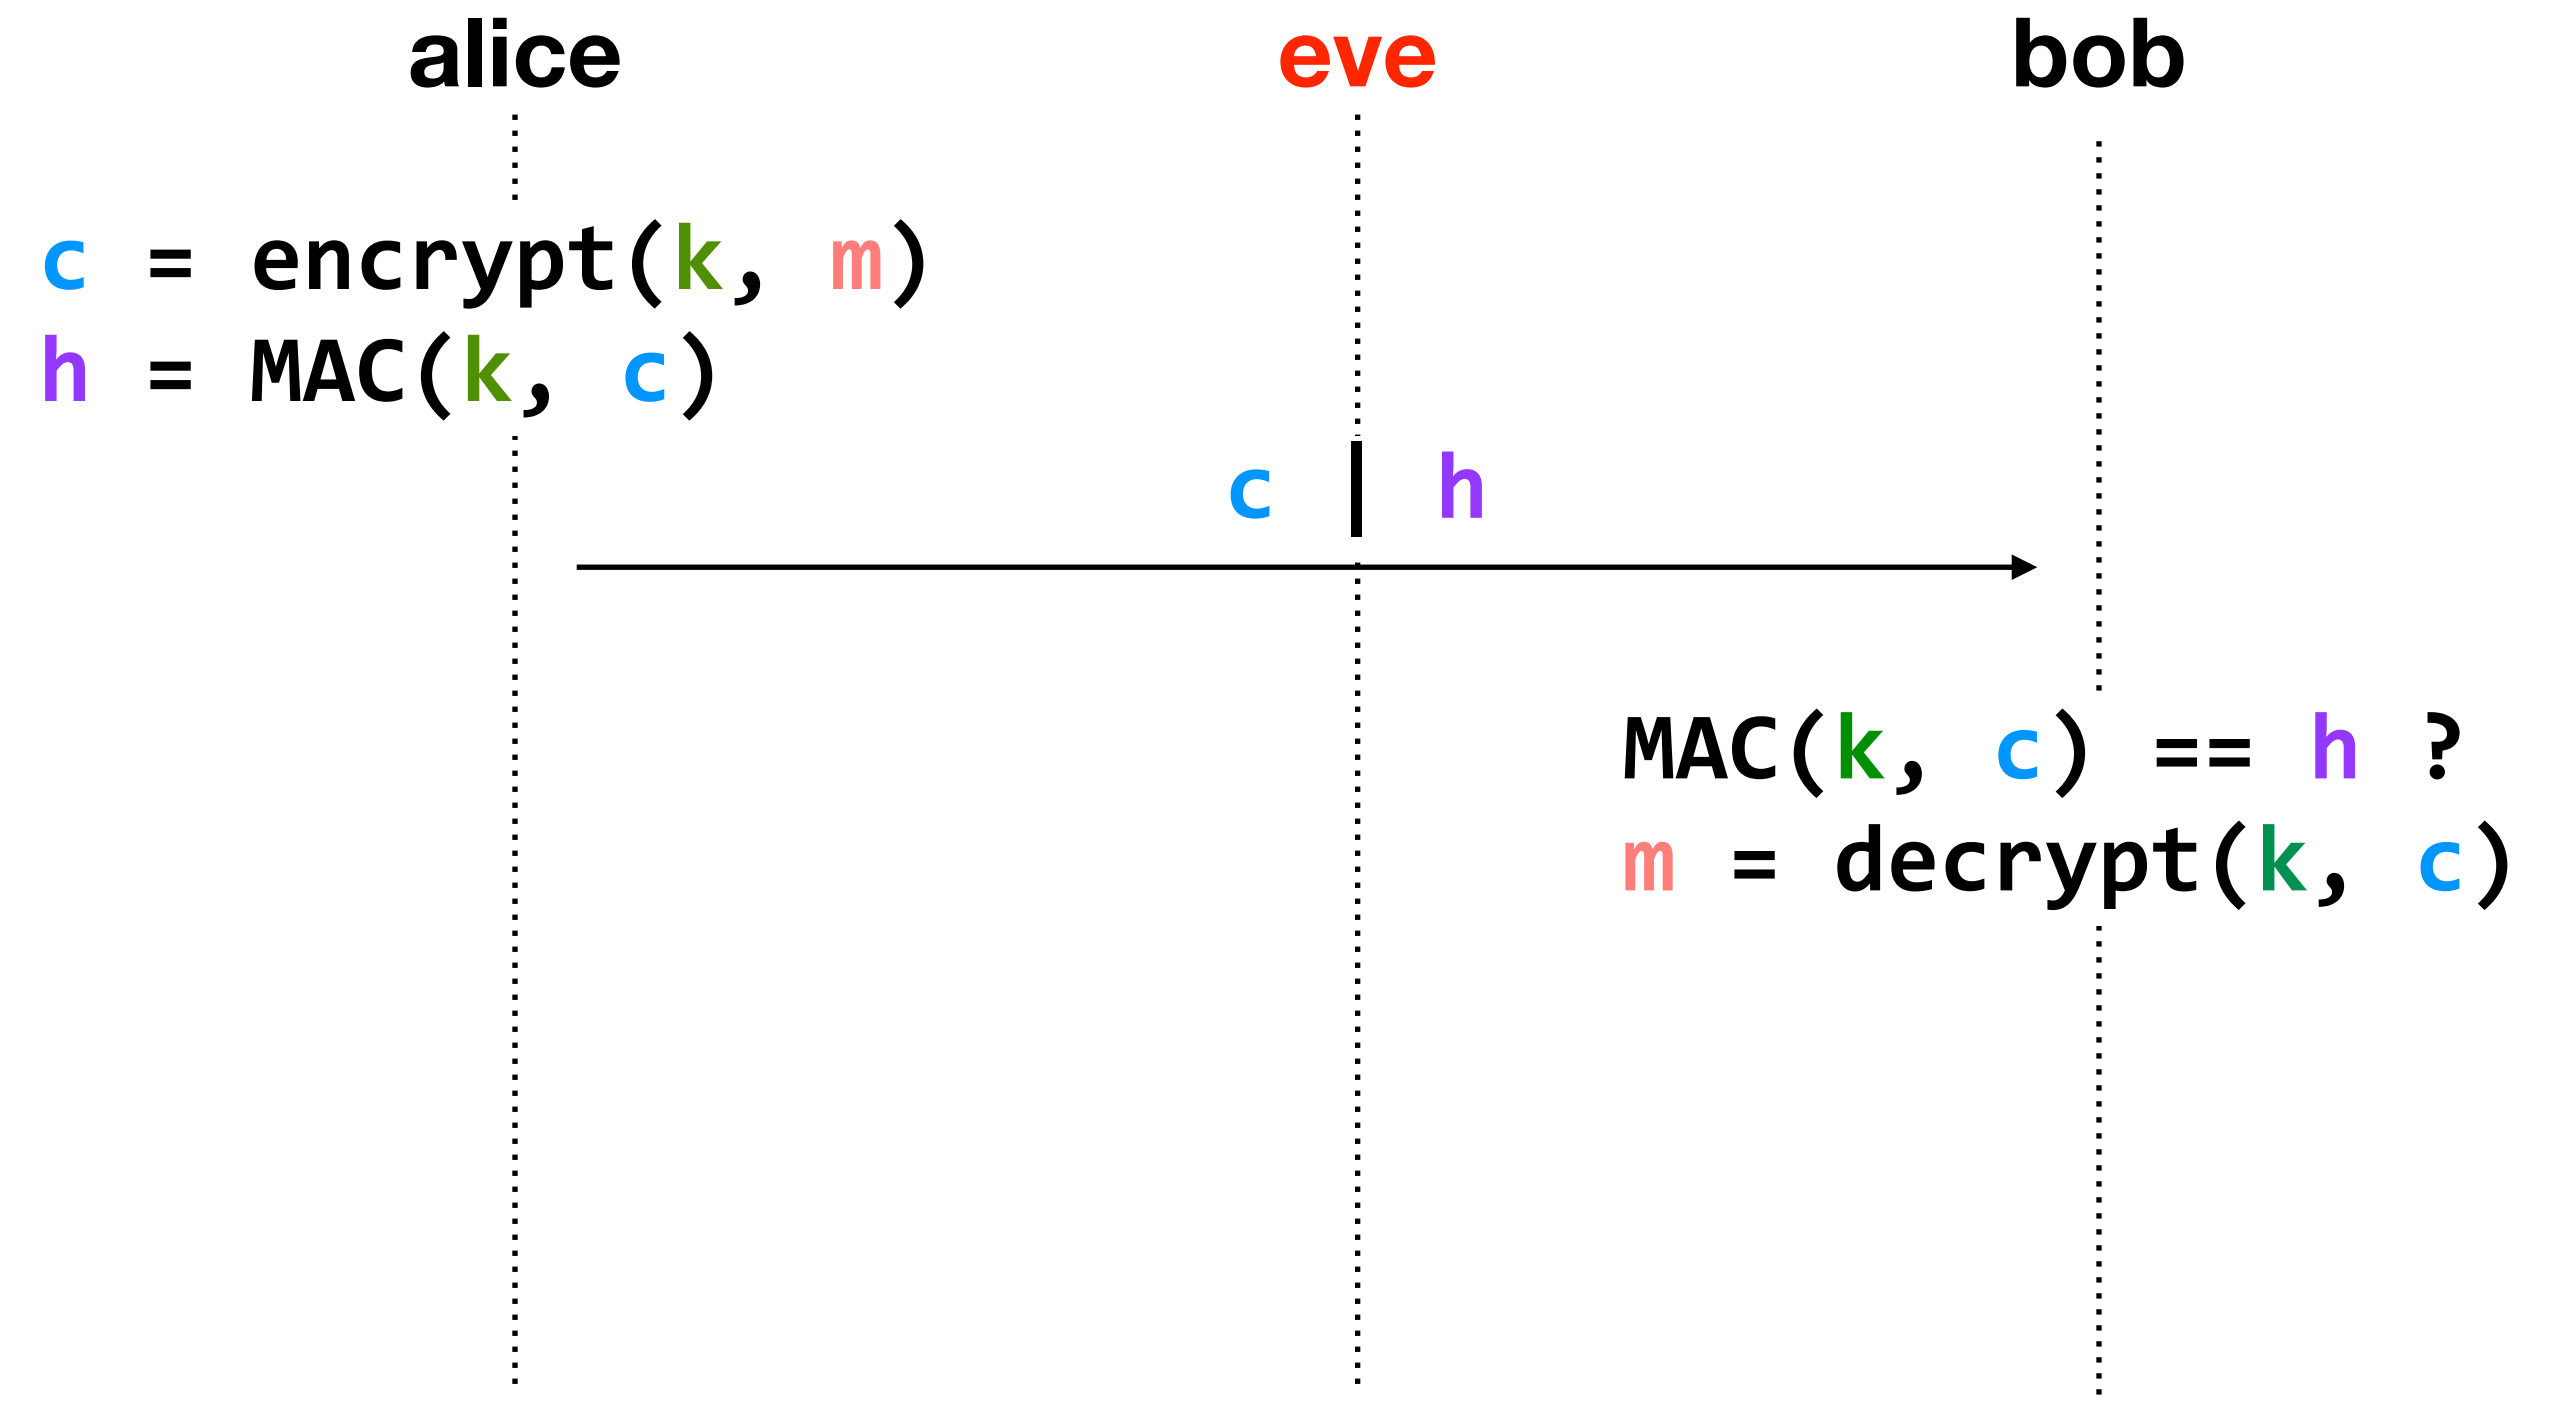 alice eve bob
c = encrypt(k, m)
h = MAC(k, c)
c | h
MAC(k, c) == h ?
m = decrypt(k, c)